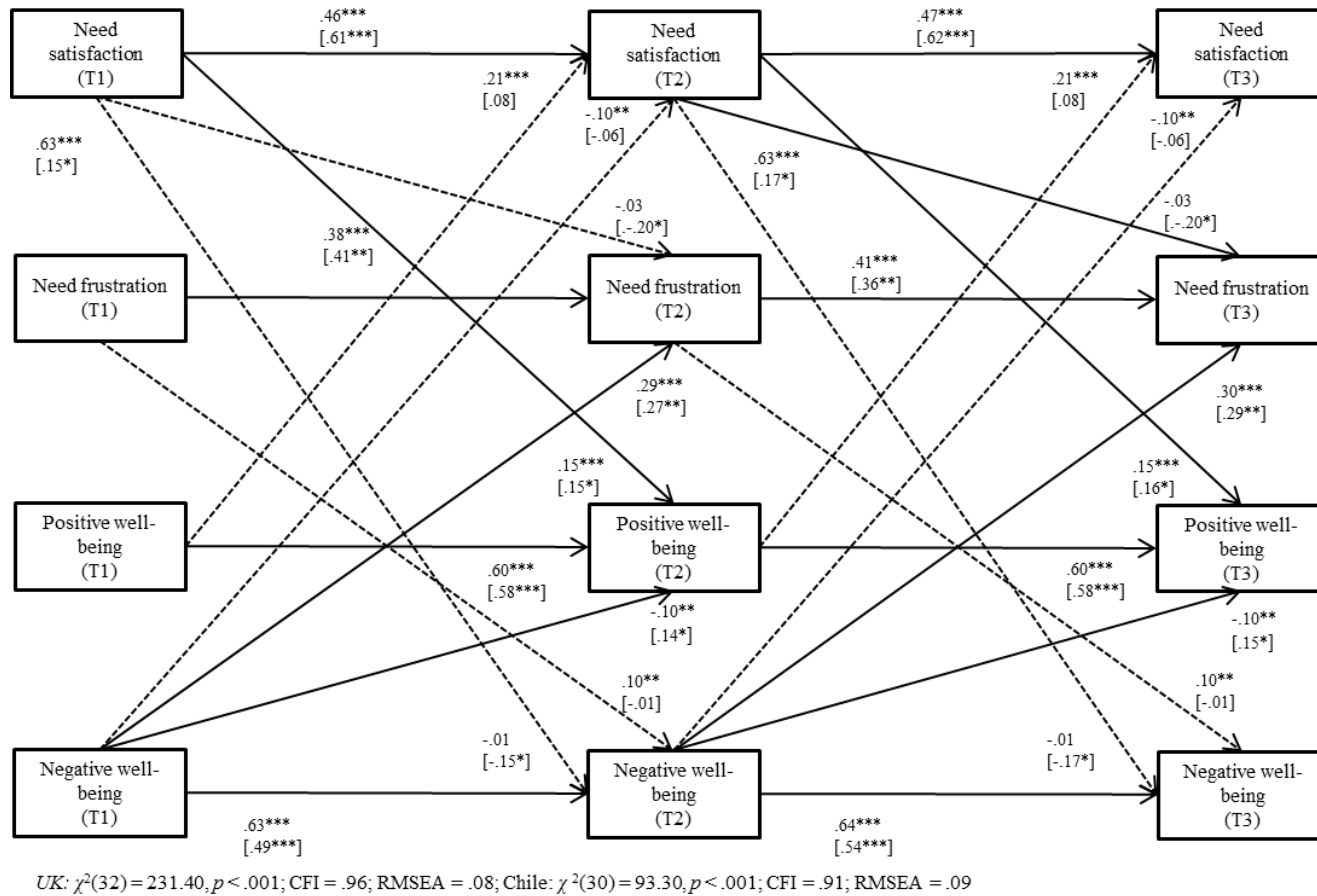 Need
satisfaction
(T1)
.46***
[.61***]
Need
satisfaction
(T2)
.47***
[.62***]
Need
satisfaction
(T3)
.21***
[.08]
.21***
[.08]
-.10**
[-.06]
-.10**
[-.06]
.63***
[.15*]
.63***
[.17*]
-.03
[.-.20*]
-.03
[.-.20*]
.38***
[.41**]
.41***
[.36**]
Need frustration
(T1)
Need frustration
(T2)
Need frustration
(T3)
.29***
[.27**]
.30***
[.29**]
.15***
[.15*]
.15***
[.16*]
Positive well-
being
(T1)
Positive well-
being
(T2)
Positive well-
being
(T3)
.60***
[.58***]
.60***
[.58***]
-.10**
[.14*]
-.10**
[.15*]
.10**
[-.01]
.10**
[-.01]
-.01
[-.15*]
-.01
[-.17*]
Negative well-
being
(T1)
Negative well-
being
(T2)
Negative well-
being
(T3)
.63***
[.49***]
.64***
[.54***]
UK: χ²(32) = 231.40, p < .001; CFI = .96; RMSEA = .08; Chile: χ²(30) = 93.30, p < .001; CFI = .91; RMSEA = .09